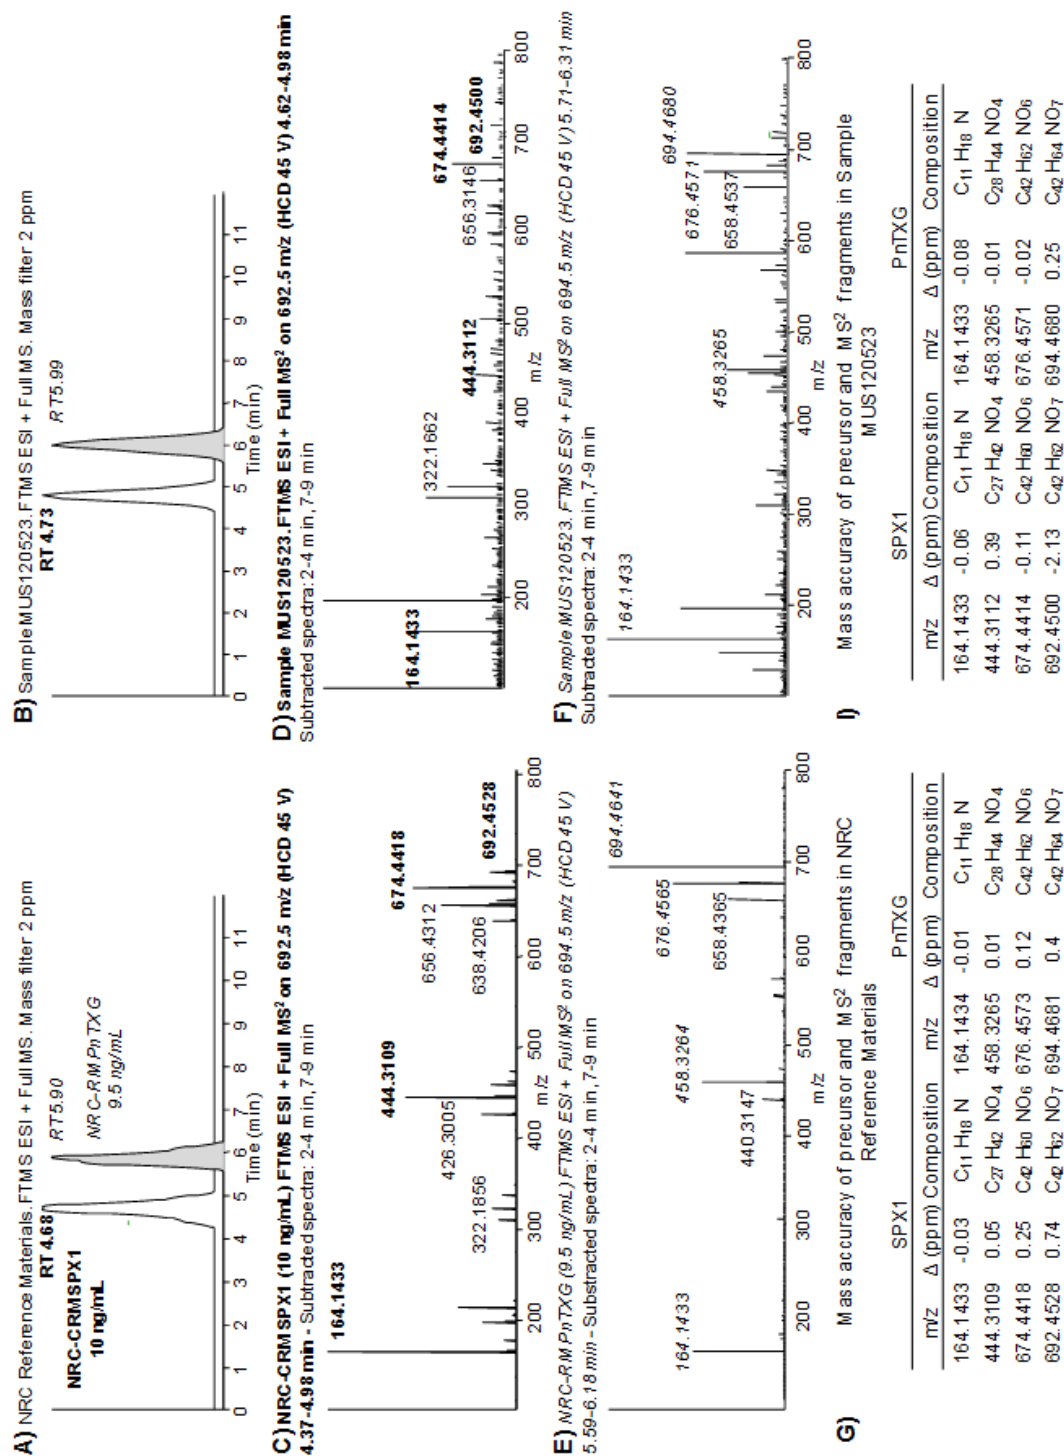 A) NRC Reference Materials. FTMS ESI + Full MS. Mass filter 2 ppm
RT 4.68
NRC-CRM SPX1
10 ng/mL
RT5.90
NRC-RM PnTXG
9.5 ng/mL
0 1 2 3 4 5 6 7 8 9 10 11
Time (min)
B) Sample MUS120523. FTMS ESI + Full MS. Mass filter 2 ppm
RT 4.73
RT5.99
0 1 2 3 4 5 6 7 8 9 10 11
Time (min)
C) NRC-CRM SPX1 (10 ng/mL) FTMS ESI + Full MS² on 692.5 m/z (HCD 45 V)
4.37-4.98 min - Subtracted spectra: 2-4 min, 7-9 min
164.1433
322.1856
426.3005
444.3109
638.4206
656.4312
674.4418
692.4528
200 300 400 500 600 700 800
m/z
D) Sample MUS120523. FTMS ESI + Full MS² on 692.5 m/z (HCD 45 V) 4.62-4.98 min
Subtracted spectra: 2-4 min, 7-9 min
164.1433
322.1662
444.3112
656.3146
674.4414
692.4500
200 300 400 500 600 700 800
m/z
E) NRC-RM PnTXG (9.5 ng/mL) FTMS ESI + Full MS² on 694.5 m/z (HCD 45 V)
5.59-6.18 min - Substracted spectra: 2-4 min, 7-9 min
164.1433
440.3147
458.3264
658.4365
676.4565
694.4641
200 300 400 500 600 700 800
m/z
F) Sample MUS120523. FTMS ESI + Full MS² on 694.5 m/z (HCD 45 V) 5.71-6.31 min
Subtracted spectra: 2-4 min, 7-9 min
164.1433
458.3265
658.4537
676.4571
694.4680
200 300 400 500 600 700 800
m/z
G) Mass accuracy of precursor and MS² fragments in NRC
Reference Materials
SPX1 PnTXG
m/z Δ (ppm) Composition m/z Δ (ppm) Composition
164.1433 -0.03 C₁₁ H₁₈ N 164.1434 -0.01 C₁₁ H₁₈ N
444.3109 0.05 C₂₇ H₄₂ NO₄ 458.3265 0.01 C₂₈ H₄₄ NO₄
674.4418 0.25 C₄₂ H₆₀ NO₆ 676.4573 0.12 C₄₂ H₆₂ NO₆
692.4528 0.74 C₄₂ H₆₂ NO₇ 694.4681 0.4 C₄₂ H₆₄ NO₇
I) Mass accuracy of precursor and MS² fragments in Sample
MUS120523
SPX1 PnTXG
m/z Δ (ppm) Composition m/z Δ (ppm) Composition
164.1433 -0.06 C₁₁ H₁₈ N 164.1433 -0.08 C₁₁ H₁₈ N
444.3112 0.39 C₂₇ H₄₂ NO₄ 458.3265 -0.01 C₂₈ H₄₄ NO₄
674.4414 -0.11 C₄₂ H₆₀ NO₆ 676.4571 -0.02 C₄₂ H₆₂ NO₆
692.4500 -2.13 C₄₂ H₆₂ NO₇ 694.4680 0.25 C₄₂ H₆₄ NO₇